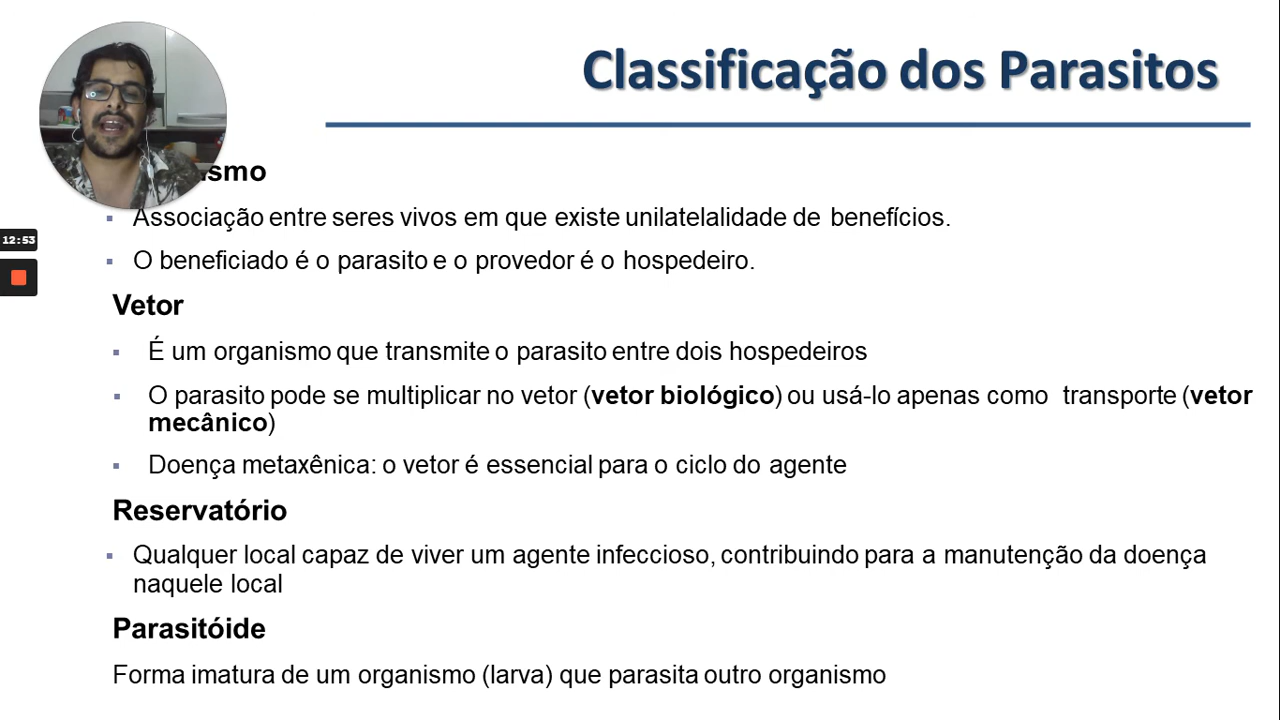 Classificação dos Parasitos
ismo
Associação entre seres vivos em que existe unilatelalidade de benefícios.
O beneficiado é o parasito e o provedor é o hospedeiro.
12:53
Vetor
É um organismo que transmite o parasito entre dois hospedeiros
O parasito pode se multiplicar no vetor (vetor biológico) ou usá-lo apenas como transporte (vetor
mecânico)
Doença metaxênica: o vetor é essencial para o ciclo do agente
Reservatório
Qualquer local capaz de viver um agente infeccioso, contribuindo para a manutenção da doença
naquele local
Parasitóide
Forma imatura de um organismo (larva) que parasita outro organismo